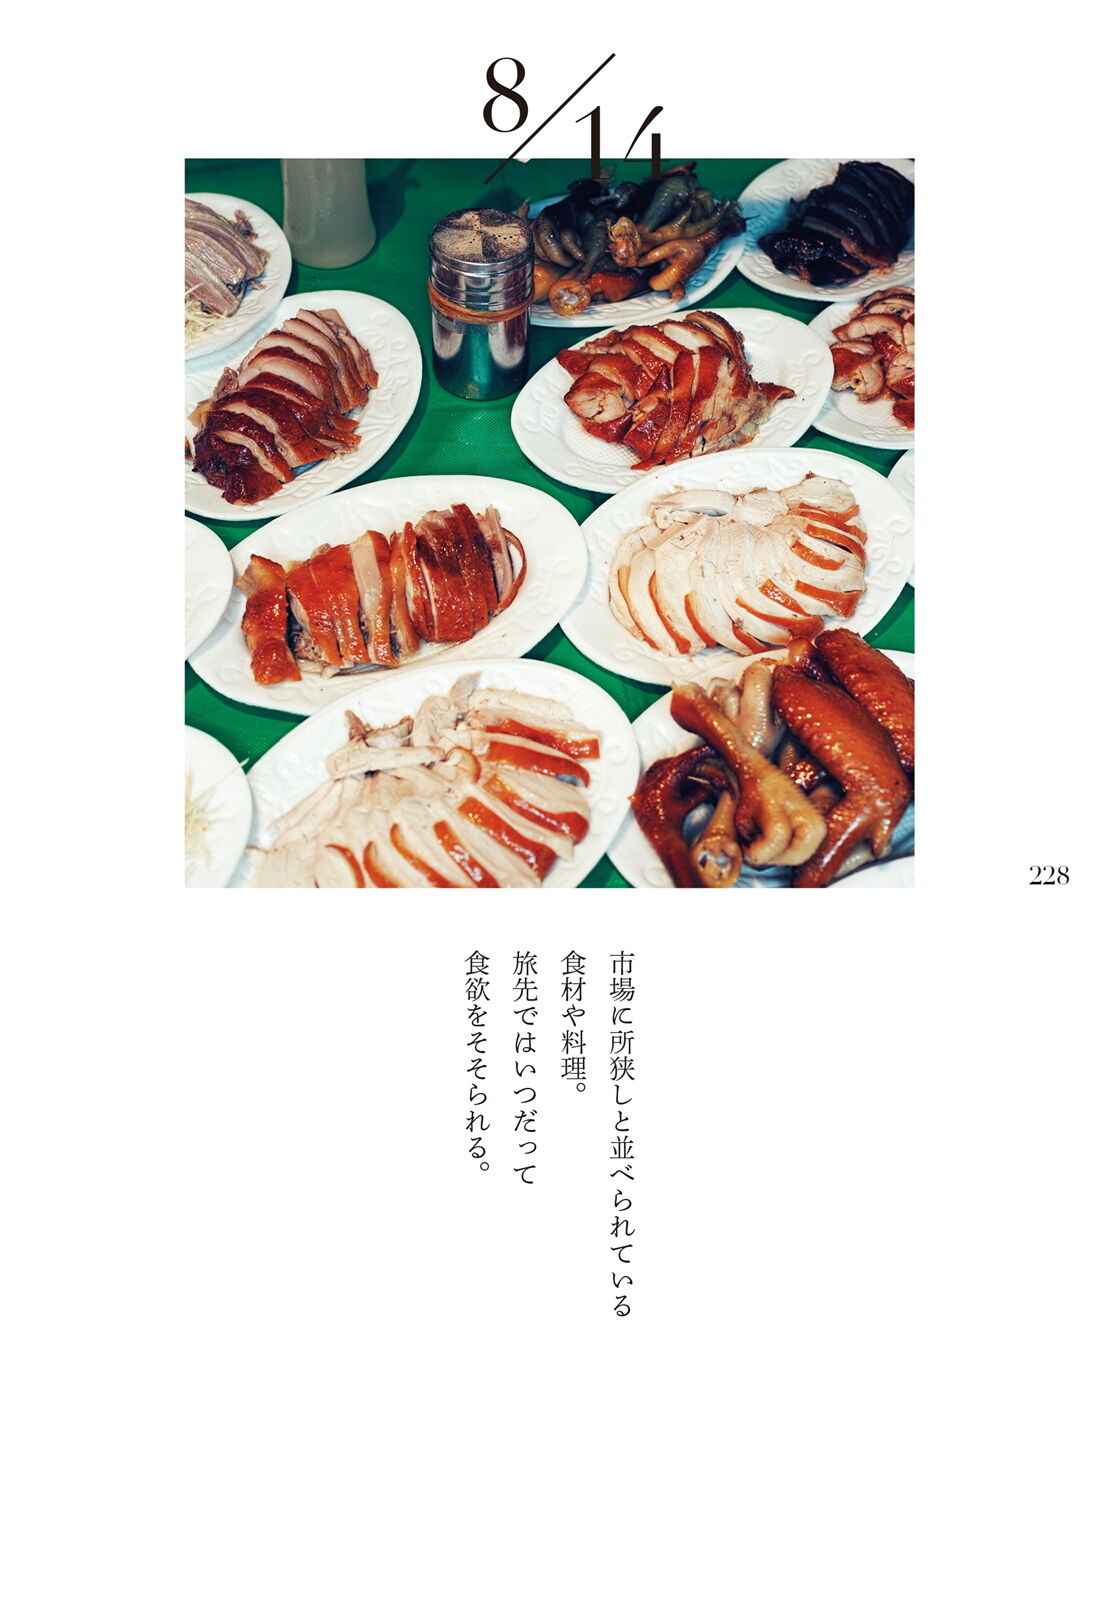 8/14
市場に所狭しと並べられている
食材や料理。
旅先ではいつだって
食欲をそそられる。
228